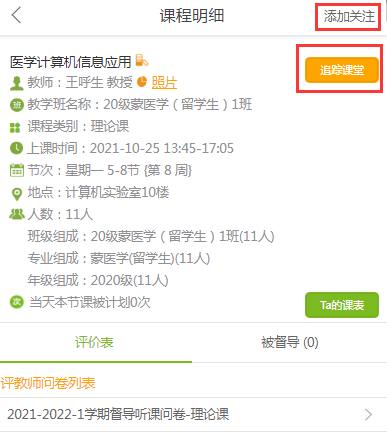 课程明细 添加关注
医学计算机信息应用
教师：王呼生 教授 照片
追踪课堂
班 教学班名称：20级蒙医学（留学生）1班
课程类别：理论课
上课时间：2021-10-25 13:45-17:05
节次：星期一 5-8节 {第 8 周}
地点：计算机实验室10楼
人数：11人
班级组成：20级蒙医学（留学生）1班(11人)
专业组成：蒙医学(留学生)(11人)
年级组成：2020级(11人)
次 当天本节课被计划0次
Ta的课表
评价表 被督导 (0)
评教师问卷列表
2021-2022-1学期督导听课问卷-理论课